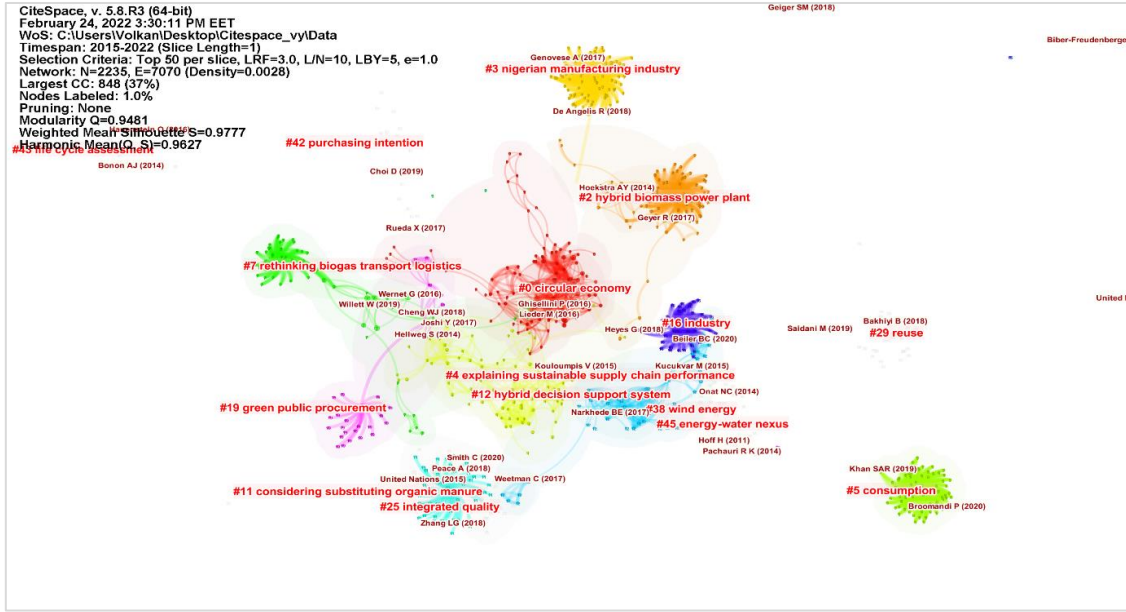 CiteSpace, v. 5.8.R3 (64-bit)
February 24, 2022 3:30:11 PM EET
WoS: C:\Users\Volkan\Desktop\Citespace_vy\Data
Timespan: 2015-2022 (Slice Length=1)
Selection Criteria: Top 50 per slice, LRF=3.0, L/N=10, LBY=5, e=1.0
Network: N=2235, E=7070 (Density=0.0028)
Largest CC: 848 (37%)
Nodes Labeled: 1.0%
Pruning: None
Modularity Q=0.9481
Weighted Mean Silhouette S=0.9777
Harmonic Mean(Q, S)=0.9627
Geiger SM (2018)
Biber-Freudenberge
Genovese A (2017)
#3 nigerian manufacturing industry
De Angelis R (2018)
#43 life cycle assessment
#42 purchasing intention
Bonon AJ (2014)
Choi D (2019)
Hoekstra AY (2014)
#2 hybrid biomass power plant
Geyer R (2017)
Rueda X (2017)
#7 rethinking biogas transport logistics
#0 circular economy
Wernet G (2016)
Willett W (2019)
Ghisellini P (2016)
Cheng WJ (2018)
Lieder M (2016)
Joshi Y (2017)
Hellweg S (2014)
Heyes G (2018)
#16 industry
Beiler BC (2020)
Saidani M (2019)
Bakhiyi B (2018)
#29 reuse
United
Kouloumpis V (2015)
Kucukvar M (2015)
#4 explaining sustainable supply chain performance
#12 hybrid decision support system
Onat NC (2014)
#19 green public procurement
Narkhede BE (2017)
#38 wind energy
#45 energy-water nexus
Hoff H (2011)
Pachauri R K (2014)
Smith C (2020)
Peace A (2018)
United Nations (2015)
Weetman C (2017)
#11 considering substituting organic manure
#25 integrated quality
Zhang LG (2018)
Khan SAR (2019)
#5 consumption
Broomandi P (2020)